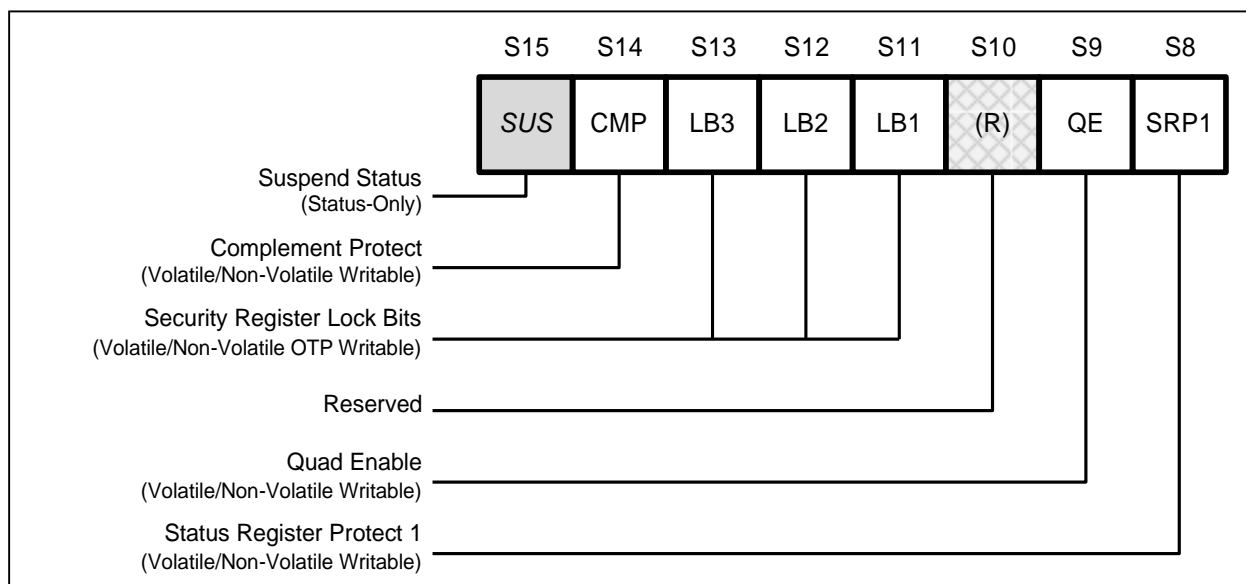 S15 S14 S13 S12 S11 S10 S9 S8
SUS CMP LB3 LB2 LB1 (R) QE SRP1
Suspend Status
(Status-Only)
Complement Protect
(Volatile/Non-Volatile Writable)
Security Register Lock Bits
(Volatile/Non-Volatile OTP Writable)
Reserved
Quad Enable
(Volatile/Non-Volatile Writable)
Status Register Protect 1
(Volatile/Non-Volatile Writable)